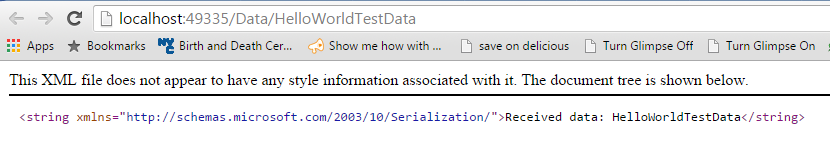 localhost:49335/Data/HelloWorldTestData
Apps Bookmarks NYC Birth and Death Cer... Show me how with ... save on delicious Turn Glimpse Off Turn Glimpse On
This XML file does not appear to have any style information associated with it. The document tree is shown below.
<string xmlns="http://schemas.microsoft.com/2003/10/Serialization/">Received data: HelloWorldTestData</string>